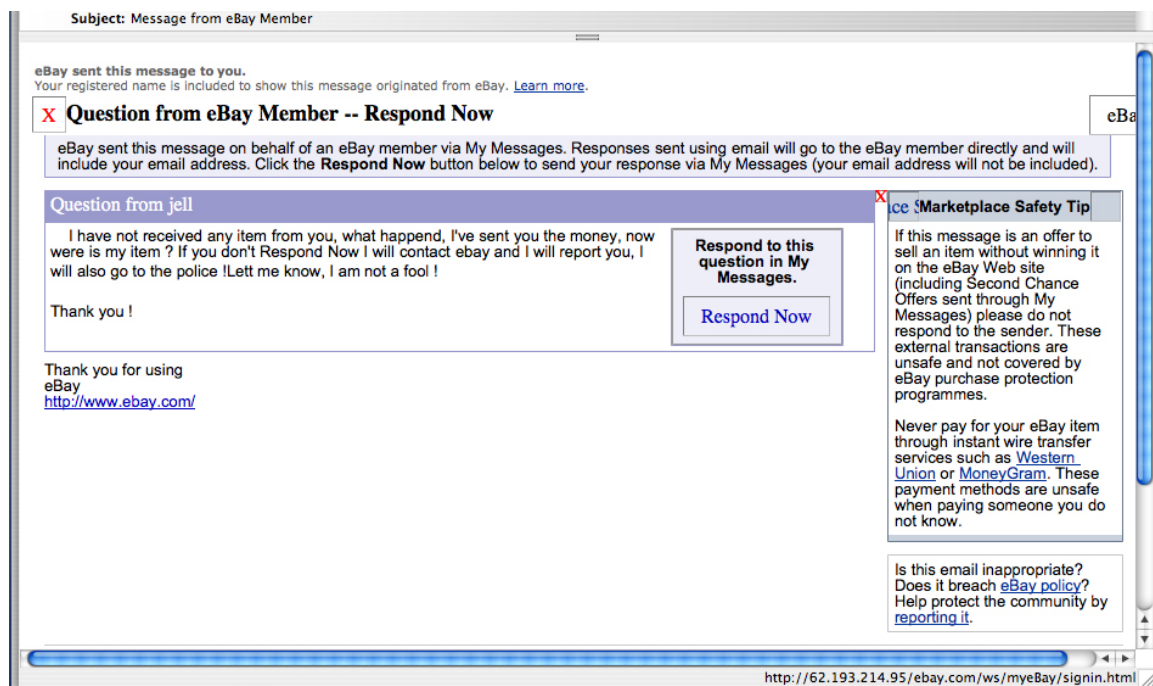 Subject: Message from eBay Member
eBay sent this message to you.
Your registered name is included to show this message originated from eBay. Learn more.
X Question from eBay Member -- Respond Now
eBa
eBay sent this message on behalf of an eBay member via My Messages. Responses sent using email will go to the eBay member directly and will
include your email address. Click the Respond Now button below to send your response via My Messages (your email address will not be included).
Question from jell
I have not received any item from you, what happend, I've sent you the money, now
were is my item ? If you don't Respond Now I will contact ebay and I will report you, I
will also go to the police !Lett me know, I am not a fool !
Thank you !
Respond to this
question in My
Messages.
Respond Now
Thank you for using
eBay
http://www.ebay.com/
X
ice S Marketplace Safety Tip
If this message is an offer to
sell an item without winning it
on the eBay Web site
(including Second Chance
Offers sent through My
Messages) please do not
respond to the sender. These
external transactions are
unsafe and not covered by
eBay purchase protection
programmes.
Never pay for your eBay item
through instant wire transfer
services such as Western
Union or MoneyGram. These
payment methods are unsafe
when paying someone you do
not know.
Is this email inappropriate?
Does it breach eBay policy?
Help protect the community by
reporting it.
http://62.193.214.95/ebay.com/ws/myeBay/signin.html